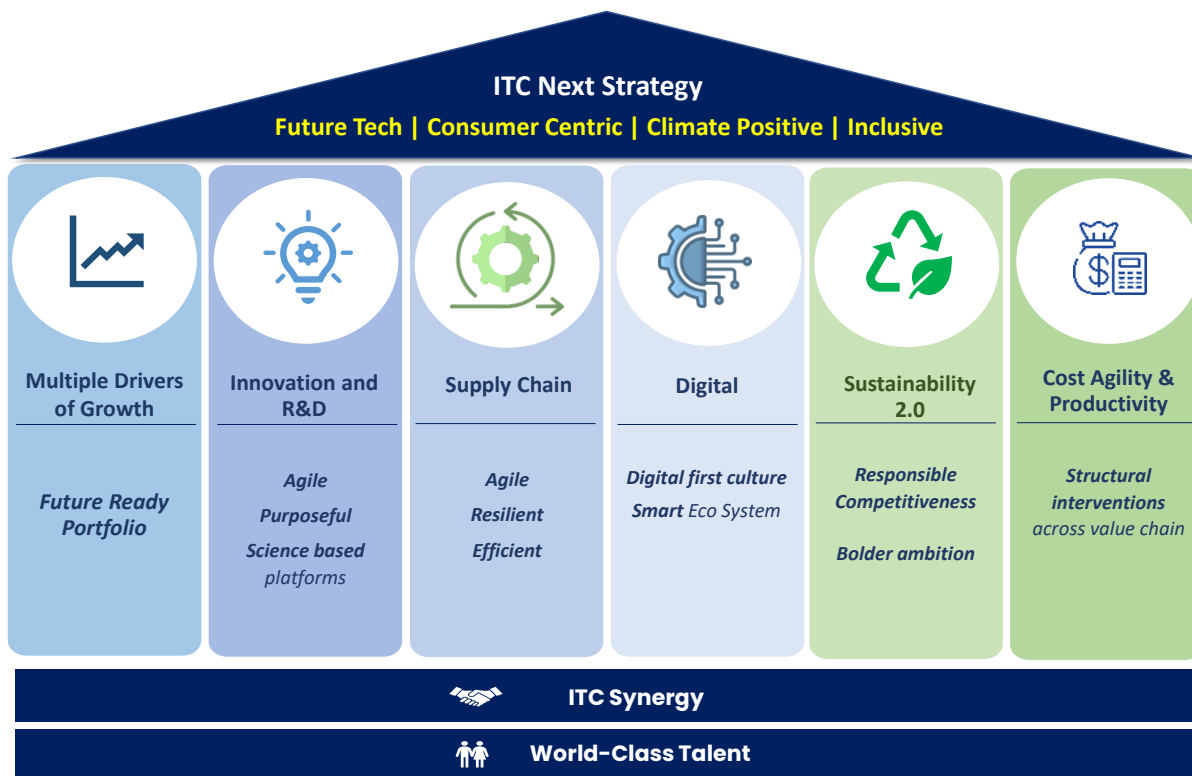 ITC Next Strategy
Future Tech | Consumer Centric | Climate Positive | Inclusive
Multiple Drivers
of Growth
Future Ready
Portfolio
Innovation and
R&D
Agile
Purposeful
Science based
platforms
Supply Chain
Agile
Resilient
Efficient
Digital
Digital first culture
Smart Eco System
Sustainability
2.0
Responsible
Competitiveness
Bolder ambition
Cost Agility &
Productivity
$
Structural
interventions
across value chain
ITC Synergy
World-Class Talent